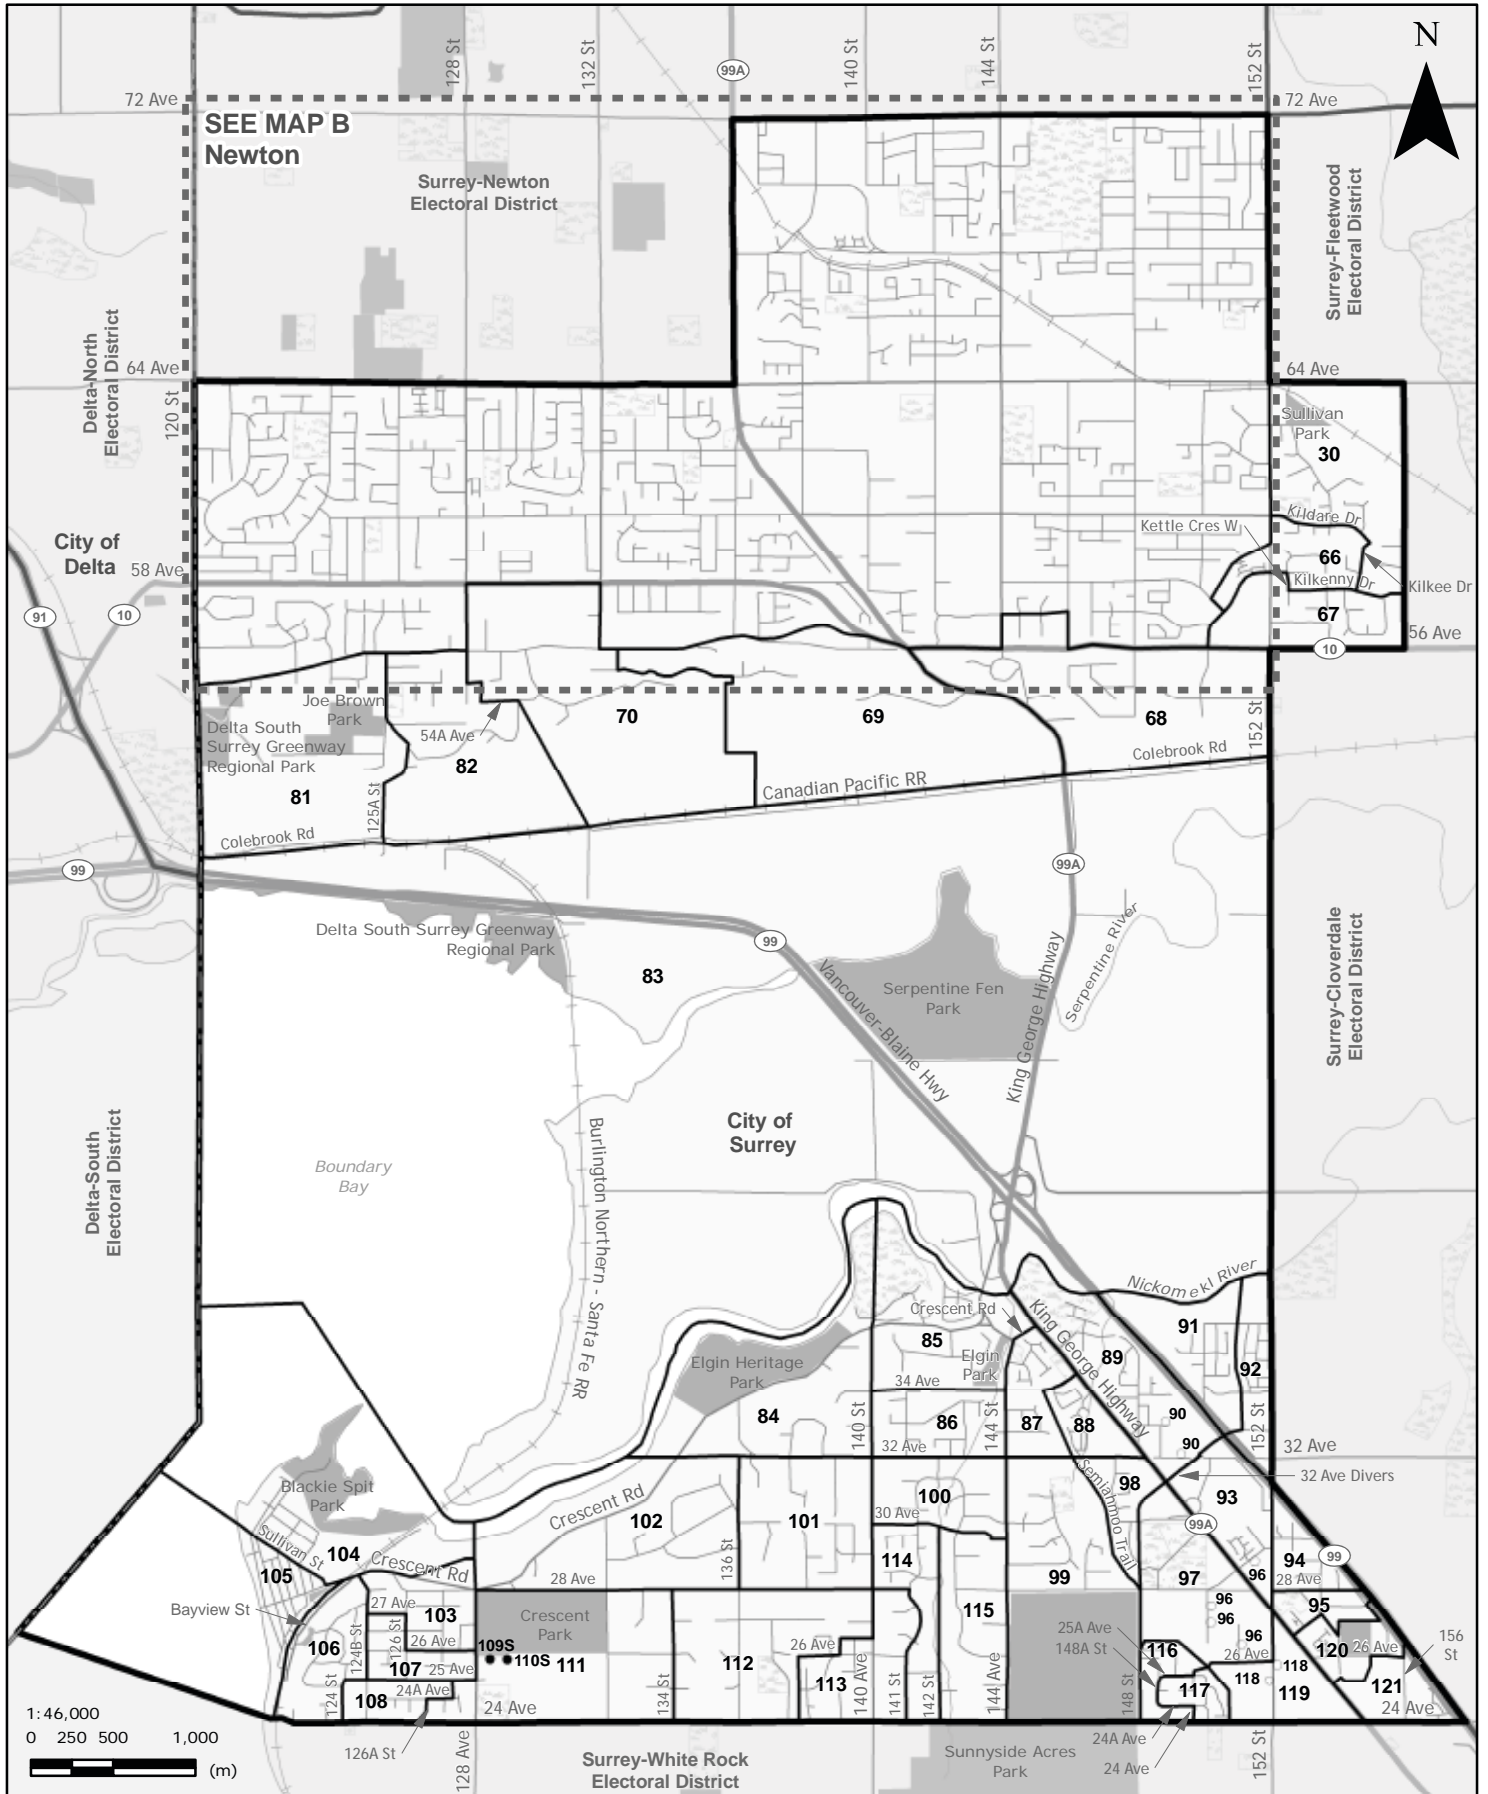 128 St
132 St
99A
140 St
144 St
152 St
N
72 Ave
72 Ave
SEE MAP B
Newton
Surrey-Newton
Electoral District
Surrey-Fleetwood
Electoral District
Delta-North
Electoral District
64 Ave
64 Ave
120 St
Sullivan
Park
30
Kildare Dr
Kettle Cres W
City of
Delta
58 Ave
66
Kilkenny Dr
Kilkee Dr
91
10
67
56 Ave
10
Joe Brown
Park
Delta South
Surrey Greenway
Regional Park
54A Ave
70
69
68
152 St
82
Colebrook Rd
81
125A St
Canadian Pacific RR
Colebrook Rd
99
99A
Delta South Surrey Greenway
Regional Park
99
83
Vancouver-Blaine Hwy
Serpentine Fen
Park
King George Highway
Serpentine River
Surrey-Cloverdale
Electoral District
City of
Surrey
Boundary
Bay
Burlington Northern - Santa Fe RR
Delta-South
Electoral District
Nickomekl River
Crescent Rd
King George Highway
91
85
Elgin
Park
89
92
Elgin Heritage
Park
34 Ave
84
140 St
86
144 St
87
88
90
90
152 St
32 Ave
32 Ave
32 Ave Divers
Blackie Spit
Park
Semiahmoo Trail
98
93
Crescent Rd
100
30 Ave
102
101
99A
Sullivan St
104
Crescent Rd
136 St
114
99
97
94
99
105
28 Ave
96
28 Ave
Bayview St
27 Ave
103
Crescent
Park
115
96
96
95
25A Ave
148A St
106
124B St
126 St
26 Ave
109S
110S
111
112
26 Ave
116
96
26 Ave
120
26 Ave
156
St
107
25 Ave
113
118
118
124 St
108
24A Ave
24 Ave
134 St
140 Ave
141 St
142 St
144 Ave
148 St
117
119
121
24 Ave
1:46,000
0 250 500 1,000
(m)
126A St
128 Ave
Surrey-White Rock
Electoral District
Sunnyside Acres
Park
24A Ave
24 Ave
152 St